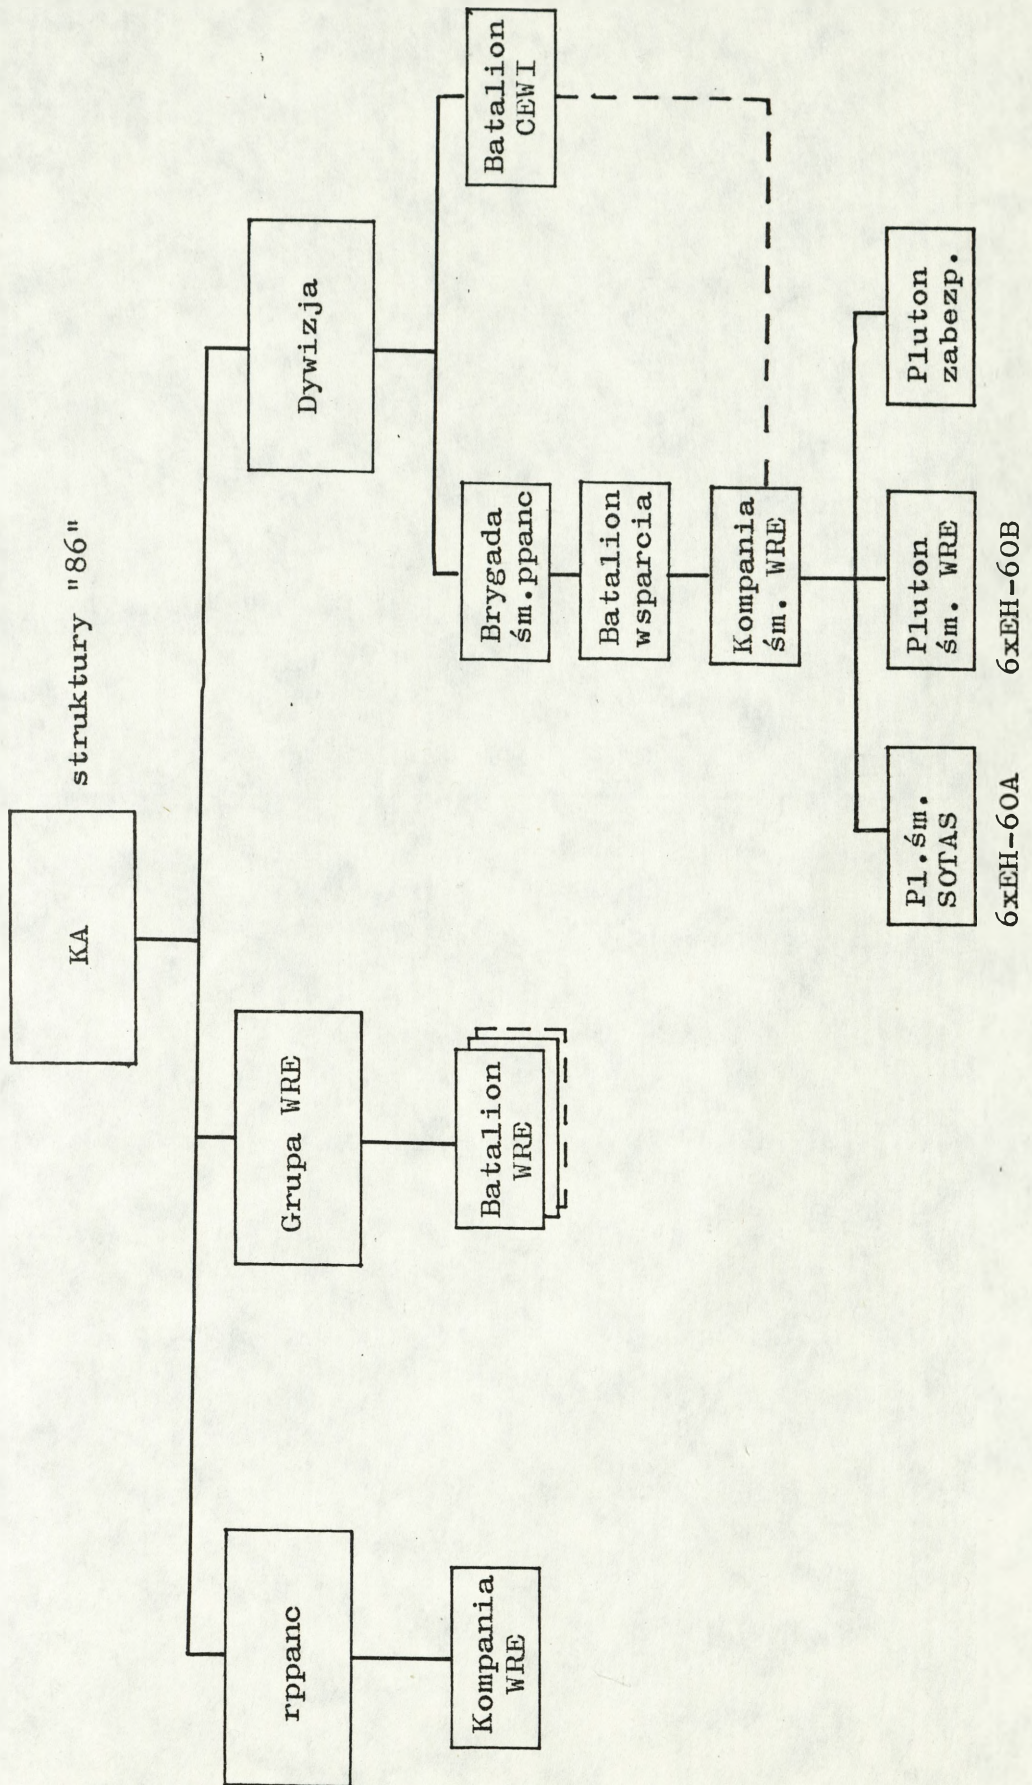 KA
struktury "86"
rppanc
Grupa WRE
Dywizja
Kompania
WRE
Batalion
WRE
Brygada
śm.ppanc
Batalion
CEWI
Batalion
wsparcia
Kompania
śm. WRE
Pl.śm.
SOTAS
Pluton
śm. WRE
Pluton
zabezp.
6xEH-60A
6xEH-60B